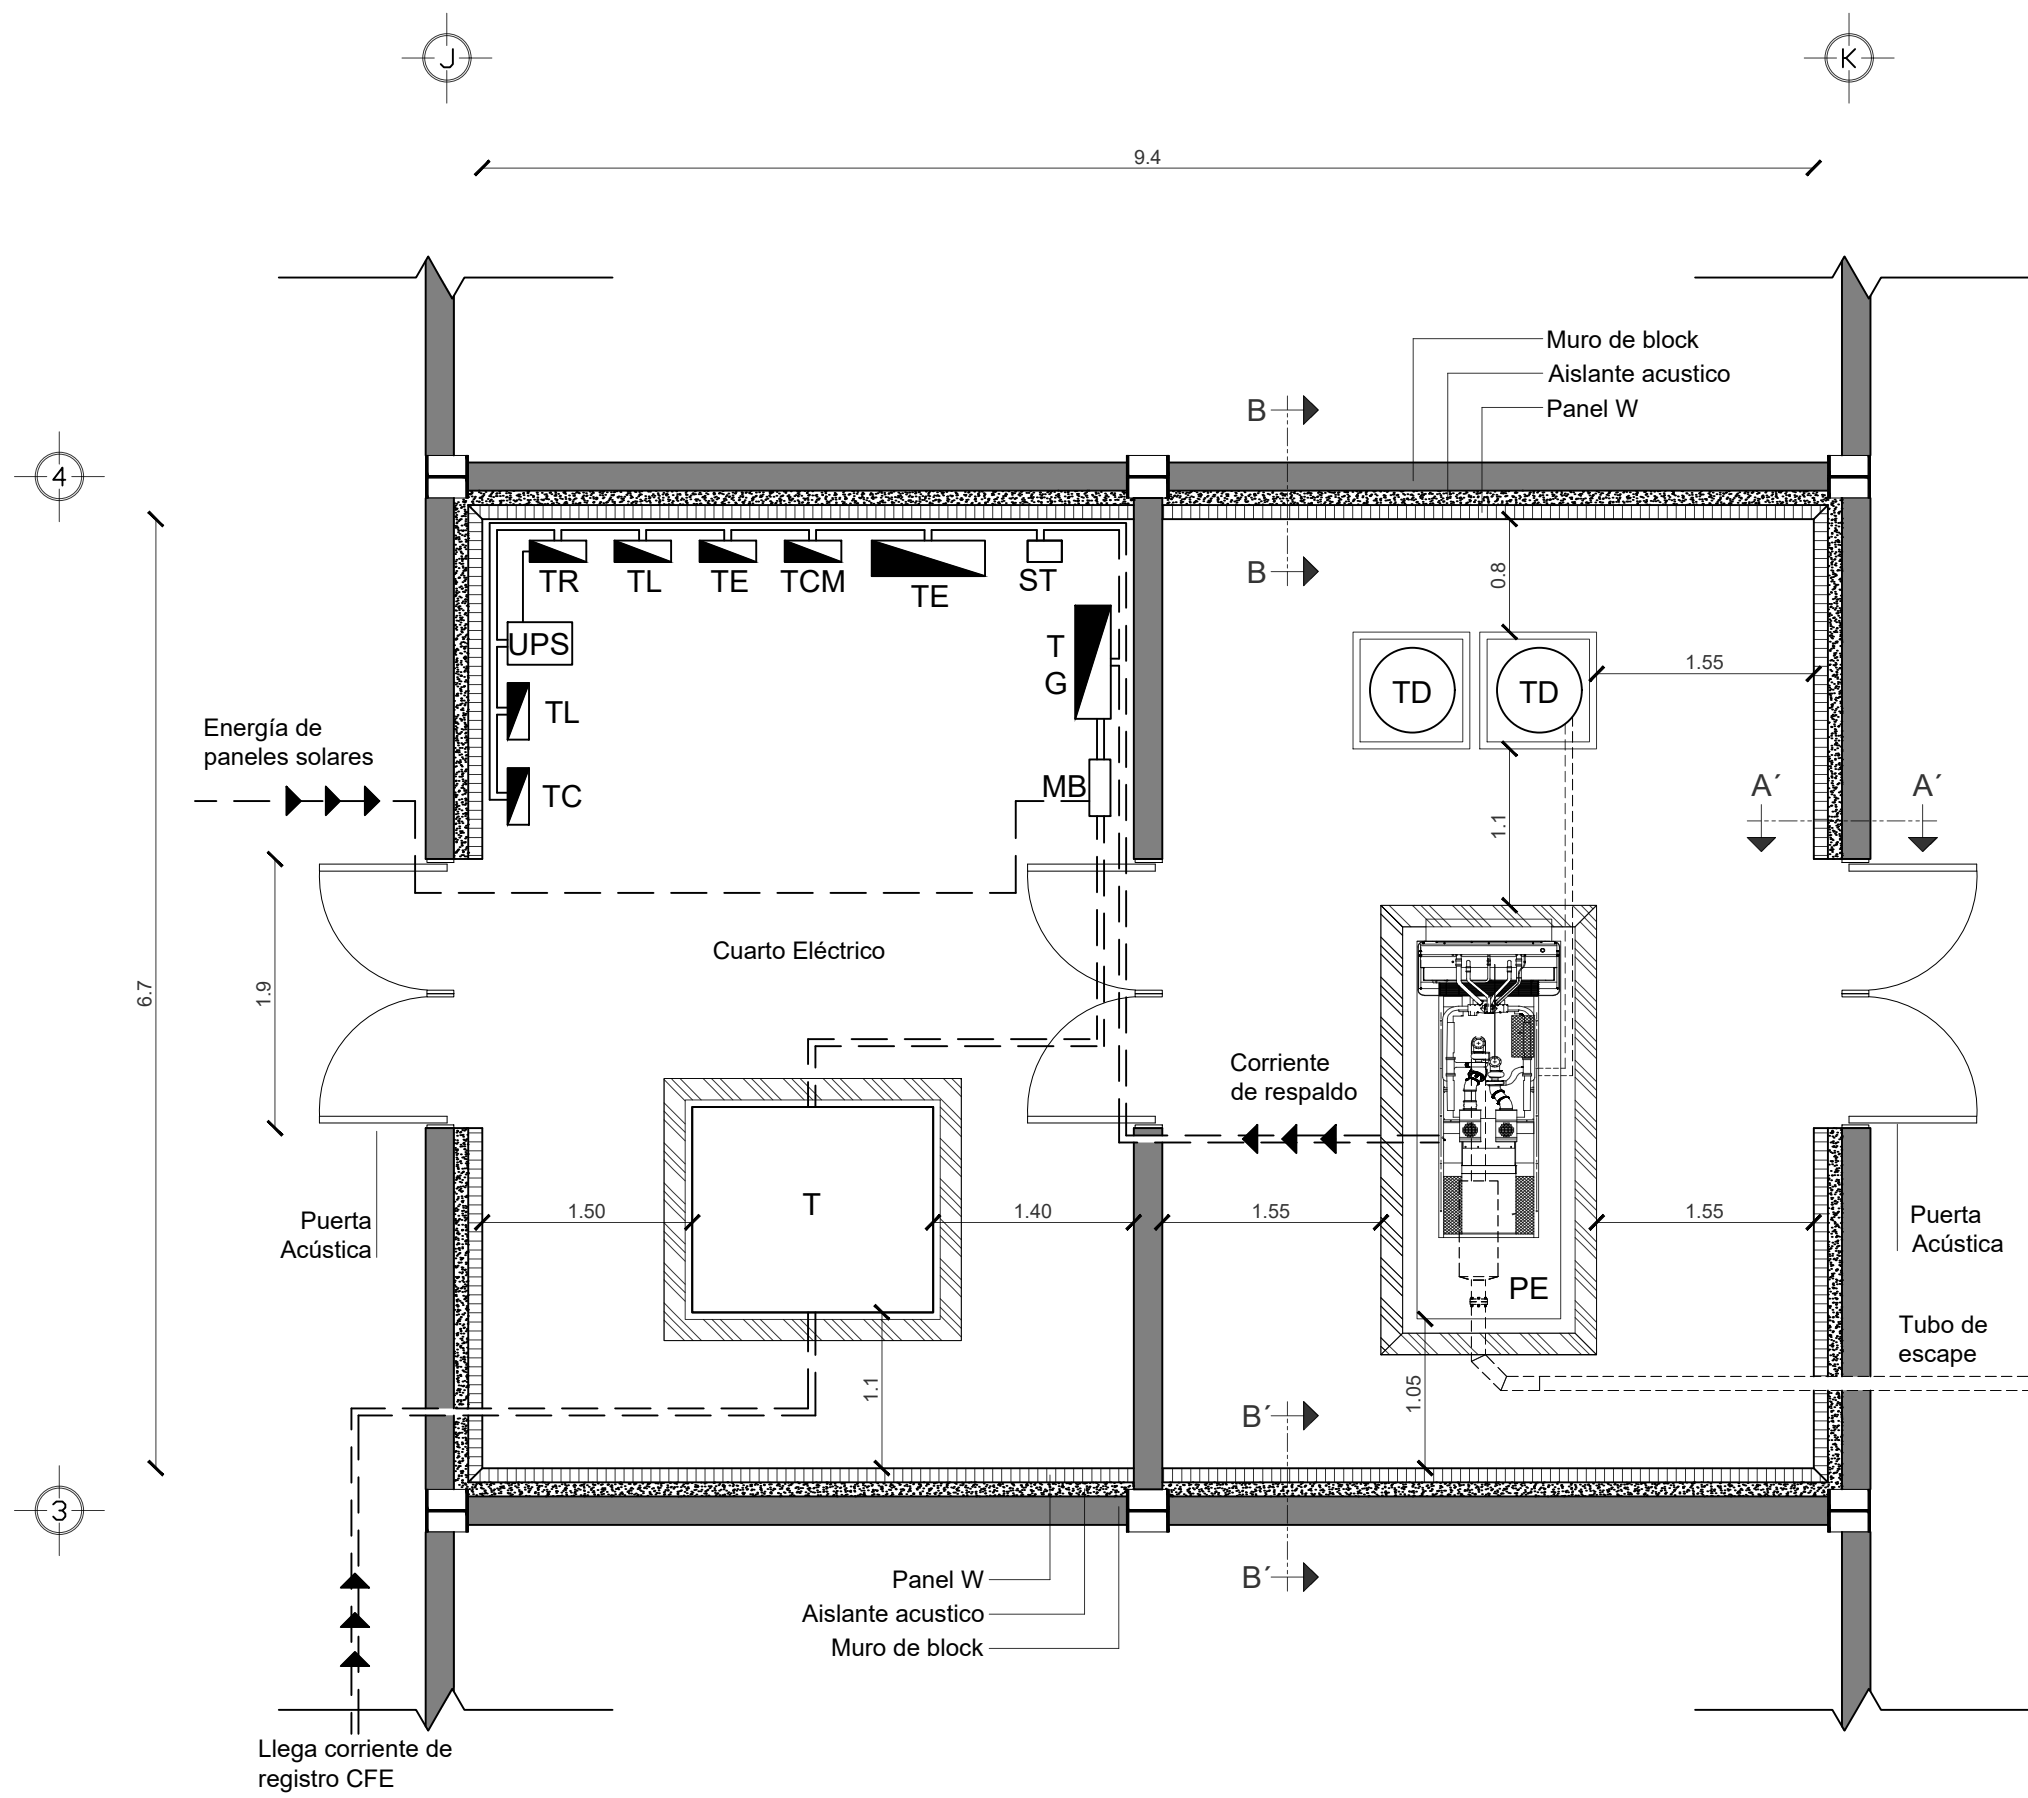 J
K
9.4
Muro de block
Aislante acustico
Panel W
B
4
TR
TL
TE
TCM
TE
ST
B
0.8
UPS
T
G
1.55
TD
TD
TL
Energía de
paneles solares
MB
TC
A´
A´
1.1
Cuarto Eléctrico
6.7
1.9
Corriente
de respaldo
T
1.50
1.40
1.55
1.55
Puerta
Acústica
Puerta
Acústica
PE
Tubo de
escape
1.1
1.05
B´
3
Panel W
B´
Aislante acustico
Muro de block
Llega corriente de
registro CFE